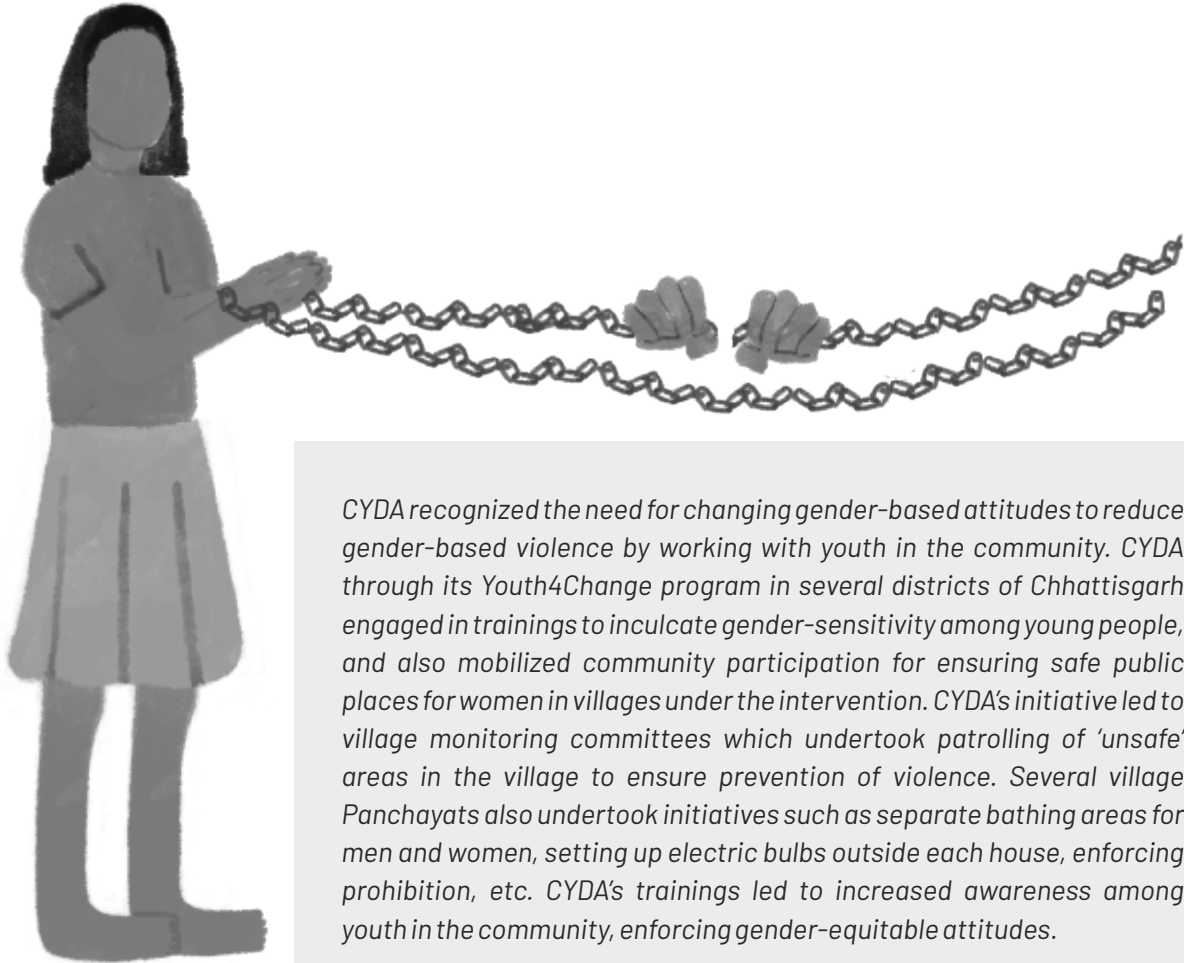 CYDA recognized the need for changing gender-based attitudes to reduce
gender-based violence by working with youth in the community. CYDA
through its Youth4Change program in several districts of Chhattisgarh
engaged in trainings to inculcate gender-sensitivity among young people,
and also mobilized community participation for ensuring safe public
places for women in villages under the intervention. CYDA’s initiative led to
village monitoring committees which undertook patrolling of ‘unsafe’
areas in the village to ensure prevention of violence. Several village
Panchayats also undertook initiatives such as separate bathing areas for
men and women, setting up electric bulbs outside each house, enforcing
prohibition, etc. CYDA’s trainings led to increased awareness among
youth in the community, enforcing gender-equitable attitudes.